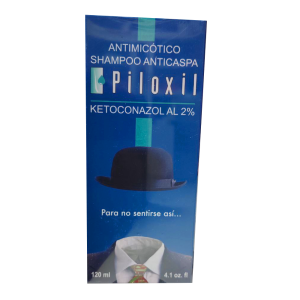 ANTIMICÓTICO
SHAMPOO ANTICASPA
Piloxil
KETOCONAZOL AL 2%
Para no sentirse así...
120 ml
4.1 oz. fl